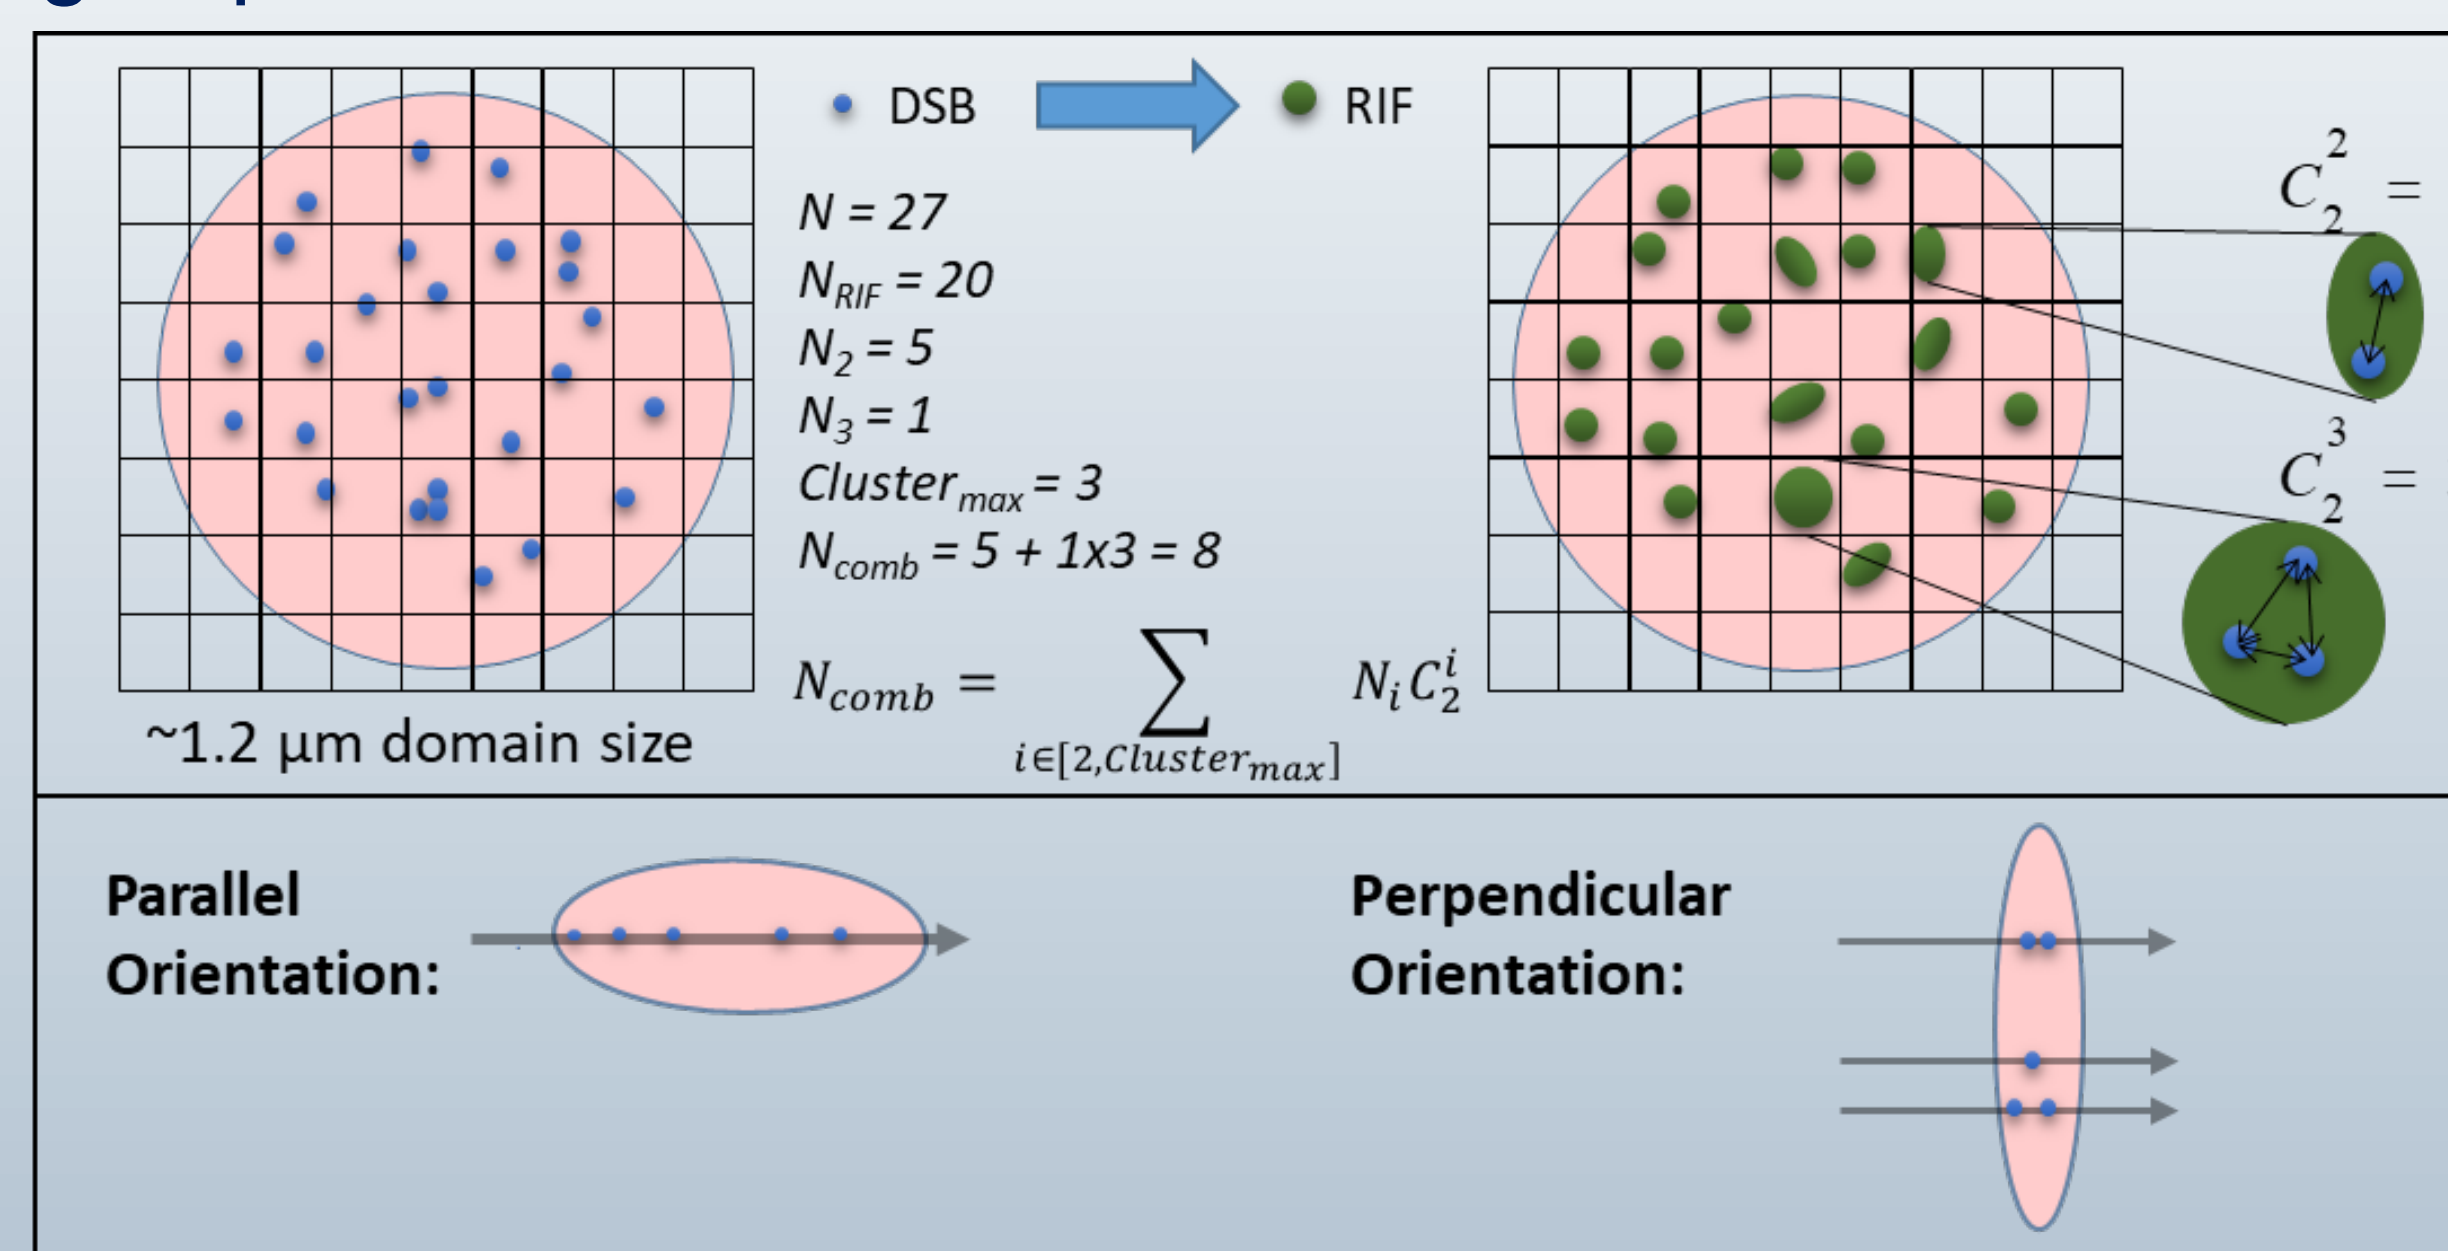 DSB
RIF
N = 27
N_RIF = 20
N_2 = 5
N_3 = 1
Cluster_max = 3
N_comb = 5 + 1x3 = 8
N_comb = ∑_{i∈[2,Cluster_max]} N_i C_2^i
~1.2 µm domain size
C_2^2 =
C_2^3 =
Parallel
Orientation:
Perpendicular
Orientation: